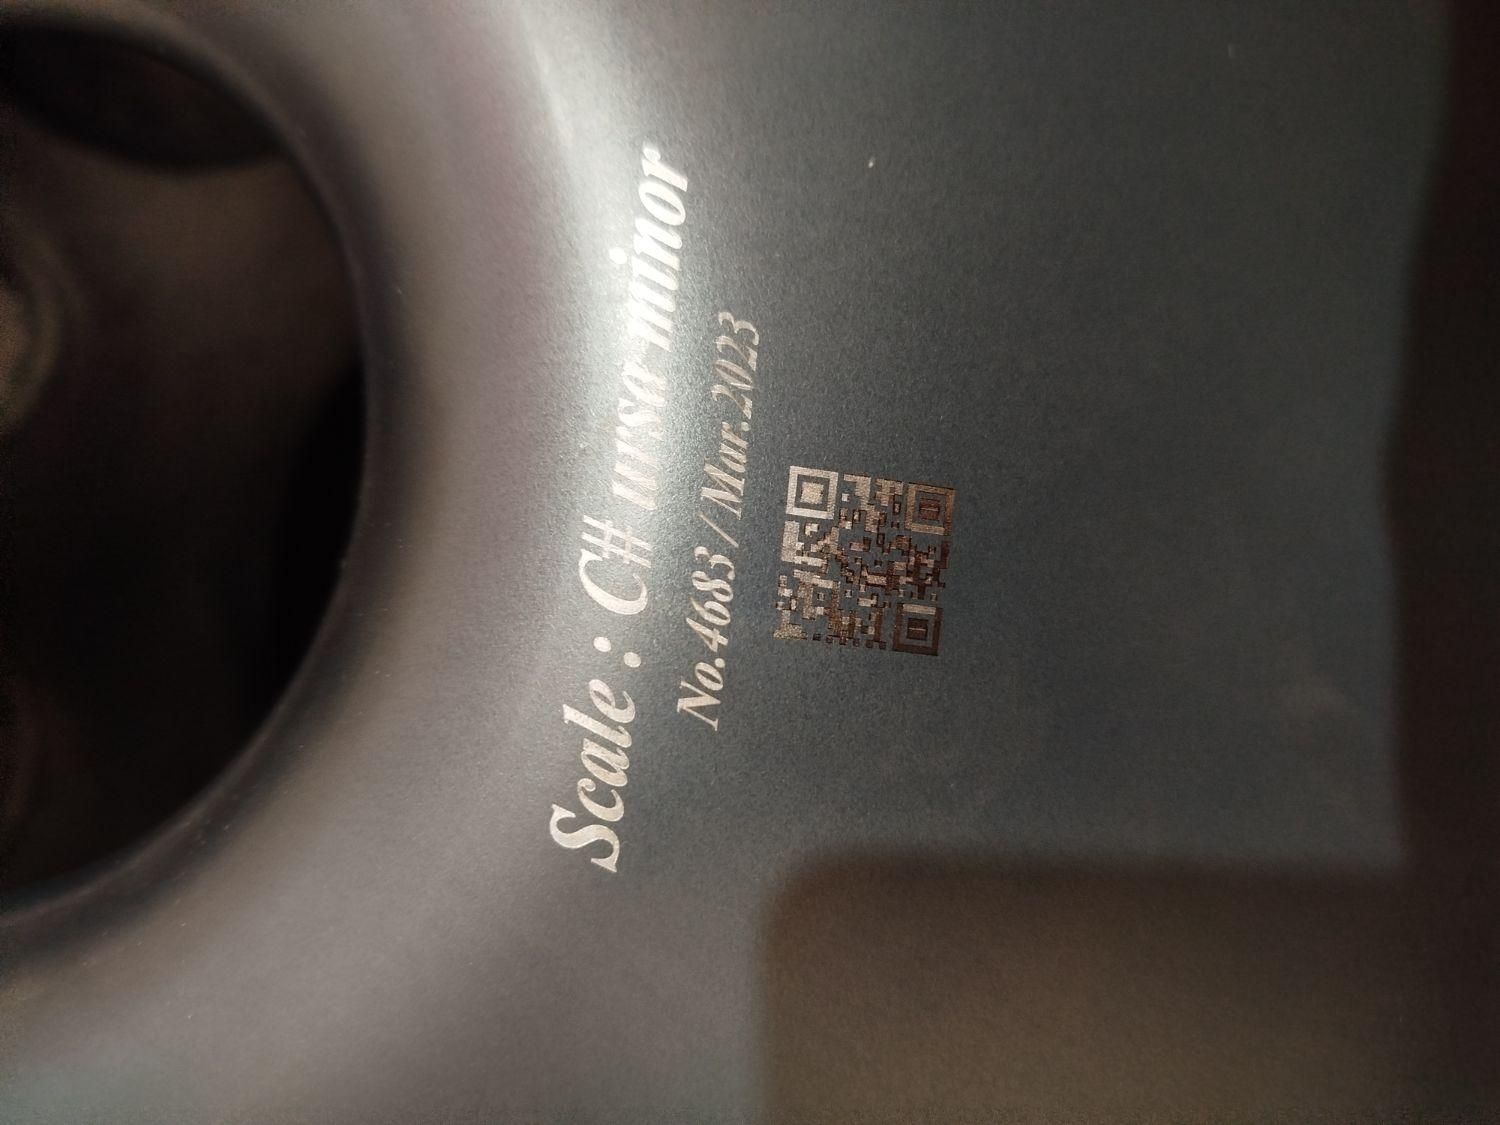 Scale : C# ursa minor
No.4683 / Mar.2023